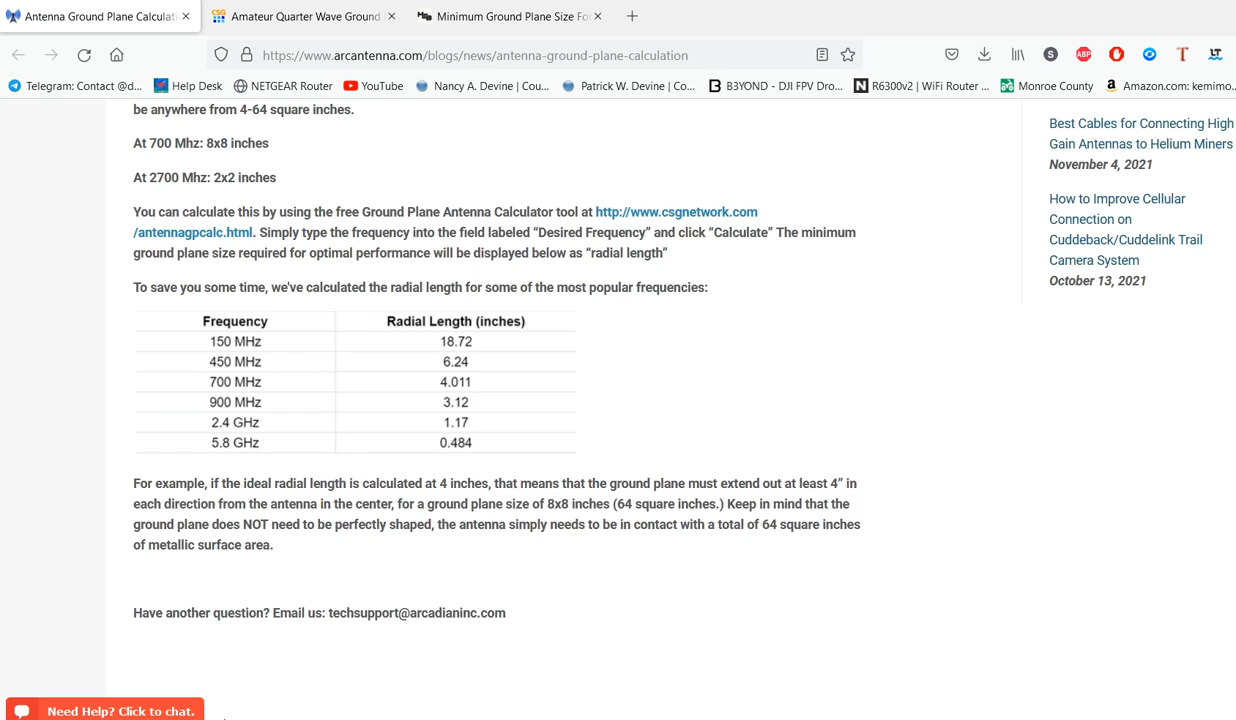 Antenna Ground Plane Calculati
Amateur Quarter Wave Ground
Minimum Ground Plane Size Fo
https://www.arcantenna.com/blogs/news/antenna-ground-plane-calculation
Telegram: Contact @d... Help Desk NETGEAR Router YouTube Nancy A. Devine | Cou... Patrick W. Devine | Co... B3YOND - DJI FPV Dro... R6300v2 | WiFi Router ... Monroe County Amazon.com: kemimo...
be anywhere from 4-64 square inches.
At 700 Mhz: 8x8 inches
At 2700 Mhz: 2x2 inches
You can calculate this by using the free Ground Plane Antenna Calculator tool at http://www.csgnetwork.com
/antennagpcalc.html. Simply type the frequency into the field labeled “Desired Frequency” and click “Calculate” The minimum
ground plane size required for optimal performance will be displayed below as “radial length”
To save you some time, we've calculated the radial length for some of the most popular frequencies:
Frequency Radial Length (inches)
150 MHz 18.72
450 MHz 6.24
700 MHz 4.011
900 MHz 3.12
2.4 GHz 1.17
5.8 GHz 0.484
For example, if the ideal radial length is calculated at 4 inches, that means that the ground plane must extend out at least 4” in
each direction from the antenna in the center, for a ground plane size of 8x8 inches (64 square inches.) Keep in mind that the
ground plane does NOT need to be perfectly shaped, the antenna simply needs to be in contact with a total of 64 square inches
of metallic surface area.
Have another question? Email us: techsupport@arcadianinc.com
Need Help? Click to chat.
Best Cables for Connecting High
Gain Antennas to Helium Miners
November 4, 2021
How to Improve Cellular
Connection on
Cuddeback/Cuddelink Trail
Camera System
October 13, 2021